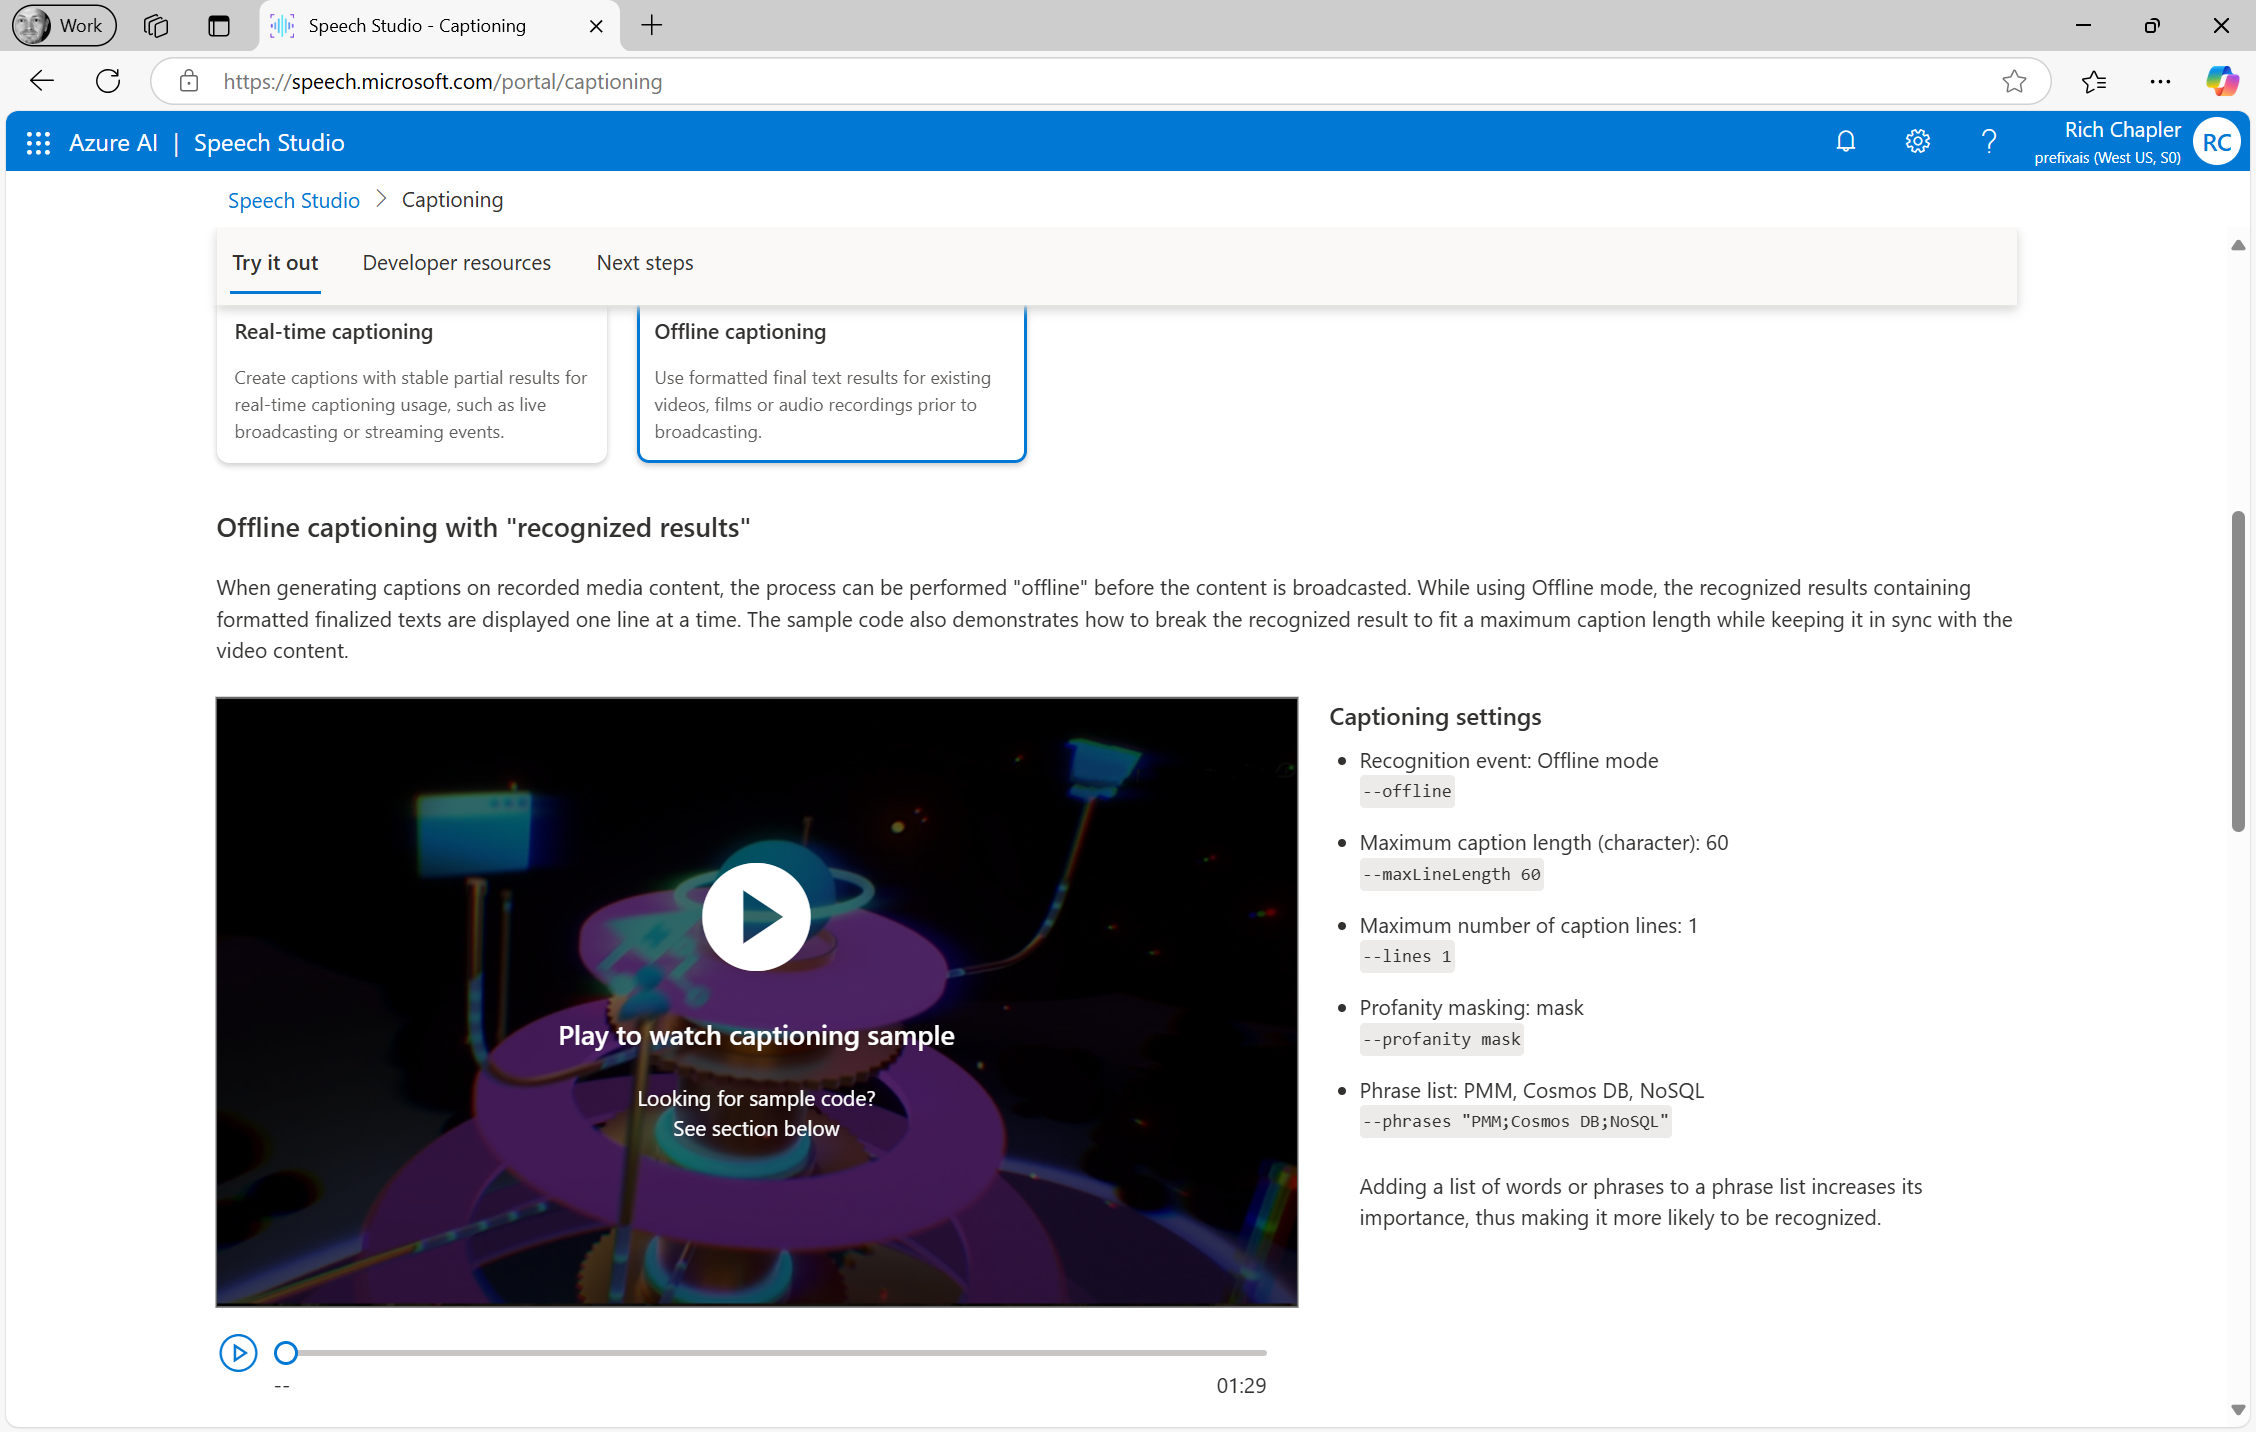 Work
Speech Studio - Captioning
https://speech.microsoft.com/portal/captioning
Azure AI | Speech Studio
Rich Chapler
prefixais (West US, S0)
RC
Speech Studio > Captioning
Try it out
Developer resources
Next steps
Real-time captioning
Create captions with stable partial results for
real-time captioning usage, such as live
broadcasting or streaming events.
Offline captioning
Use formatted final text results for existing
videos, films or audio recordings prior to
broadcasting.
Offline captioning with "recognized results"
When generating captions on recorded media content, the process can be performed "offline" before the content is broadcasted. While using Offline mode, the recognized results containing
formatted finalized texts are displayed one line at a time. The sample code also demonstrates how to break the recognized result to fit a maximum caption length while keeping it in sync with the
video content.
Play to watch captioning sample
Looking for sample code?
See section below
--
01:29
Captioning settings
Recognition event: Offline mode
--offline
Maximum caption length (character): 60
--maxLineLength 60
Maximum number of caption lines: 1
--lines 1
Profanity masking: mask
--profanity mask
Phrase list: PMM, Cosmos DB, NoSQL
--phrases "PMM;Cosmos DB;NoSQL"
Adding a list of words or phrases to a phrase list increases its
importance, thus making it more likely to be recognized.